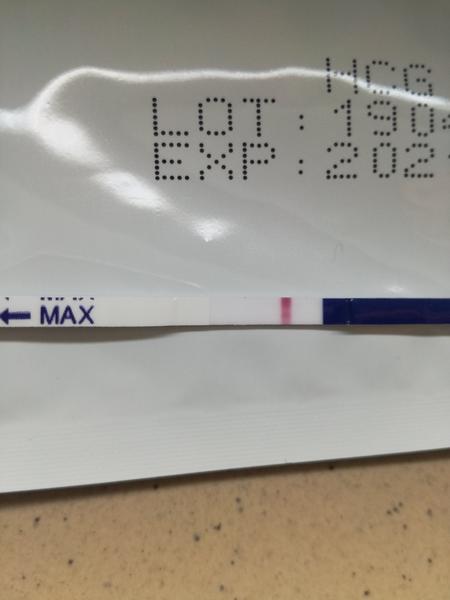 HCG
LOT: 190
EXP: 202
← MAX